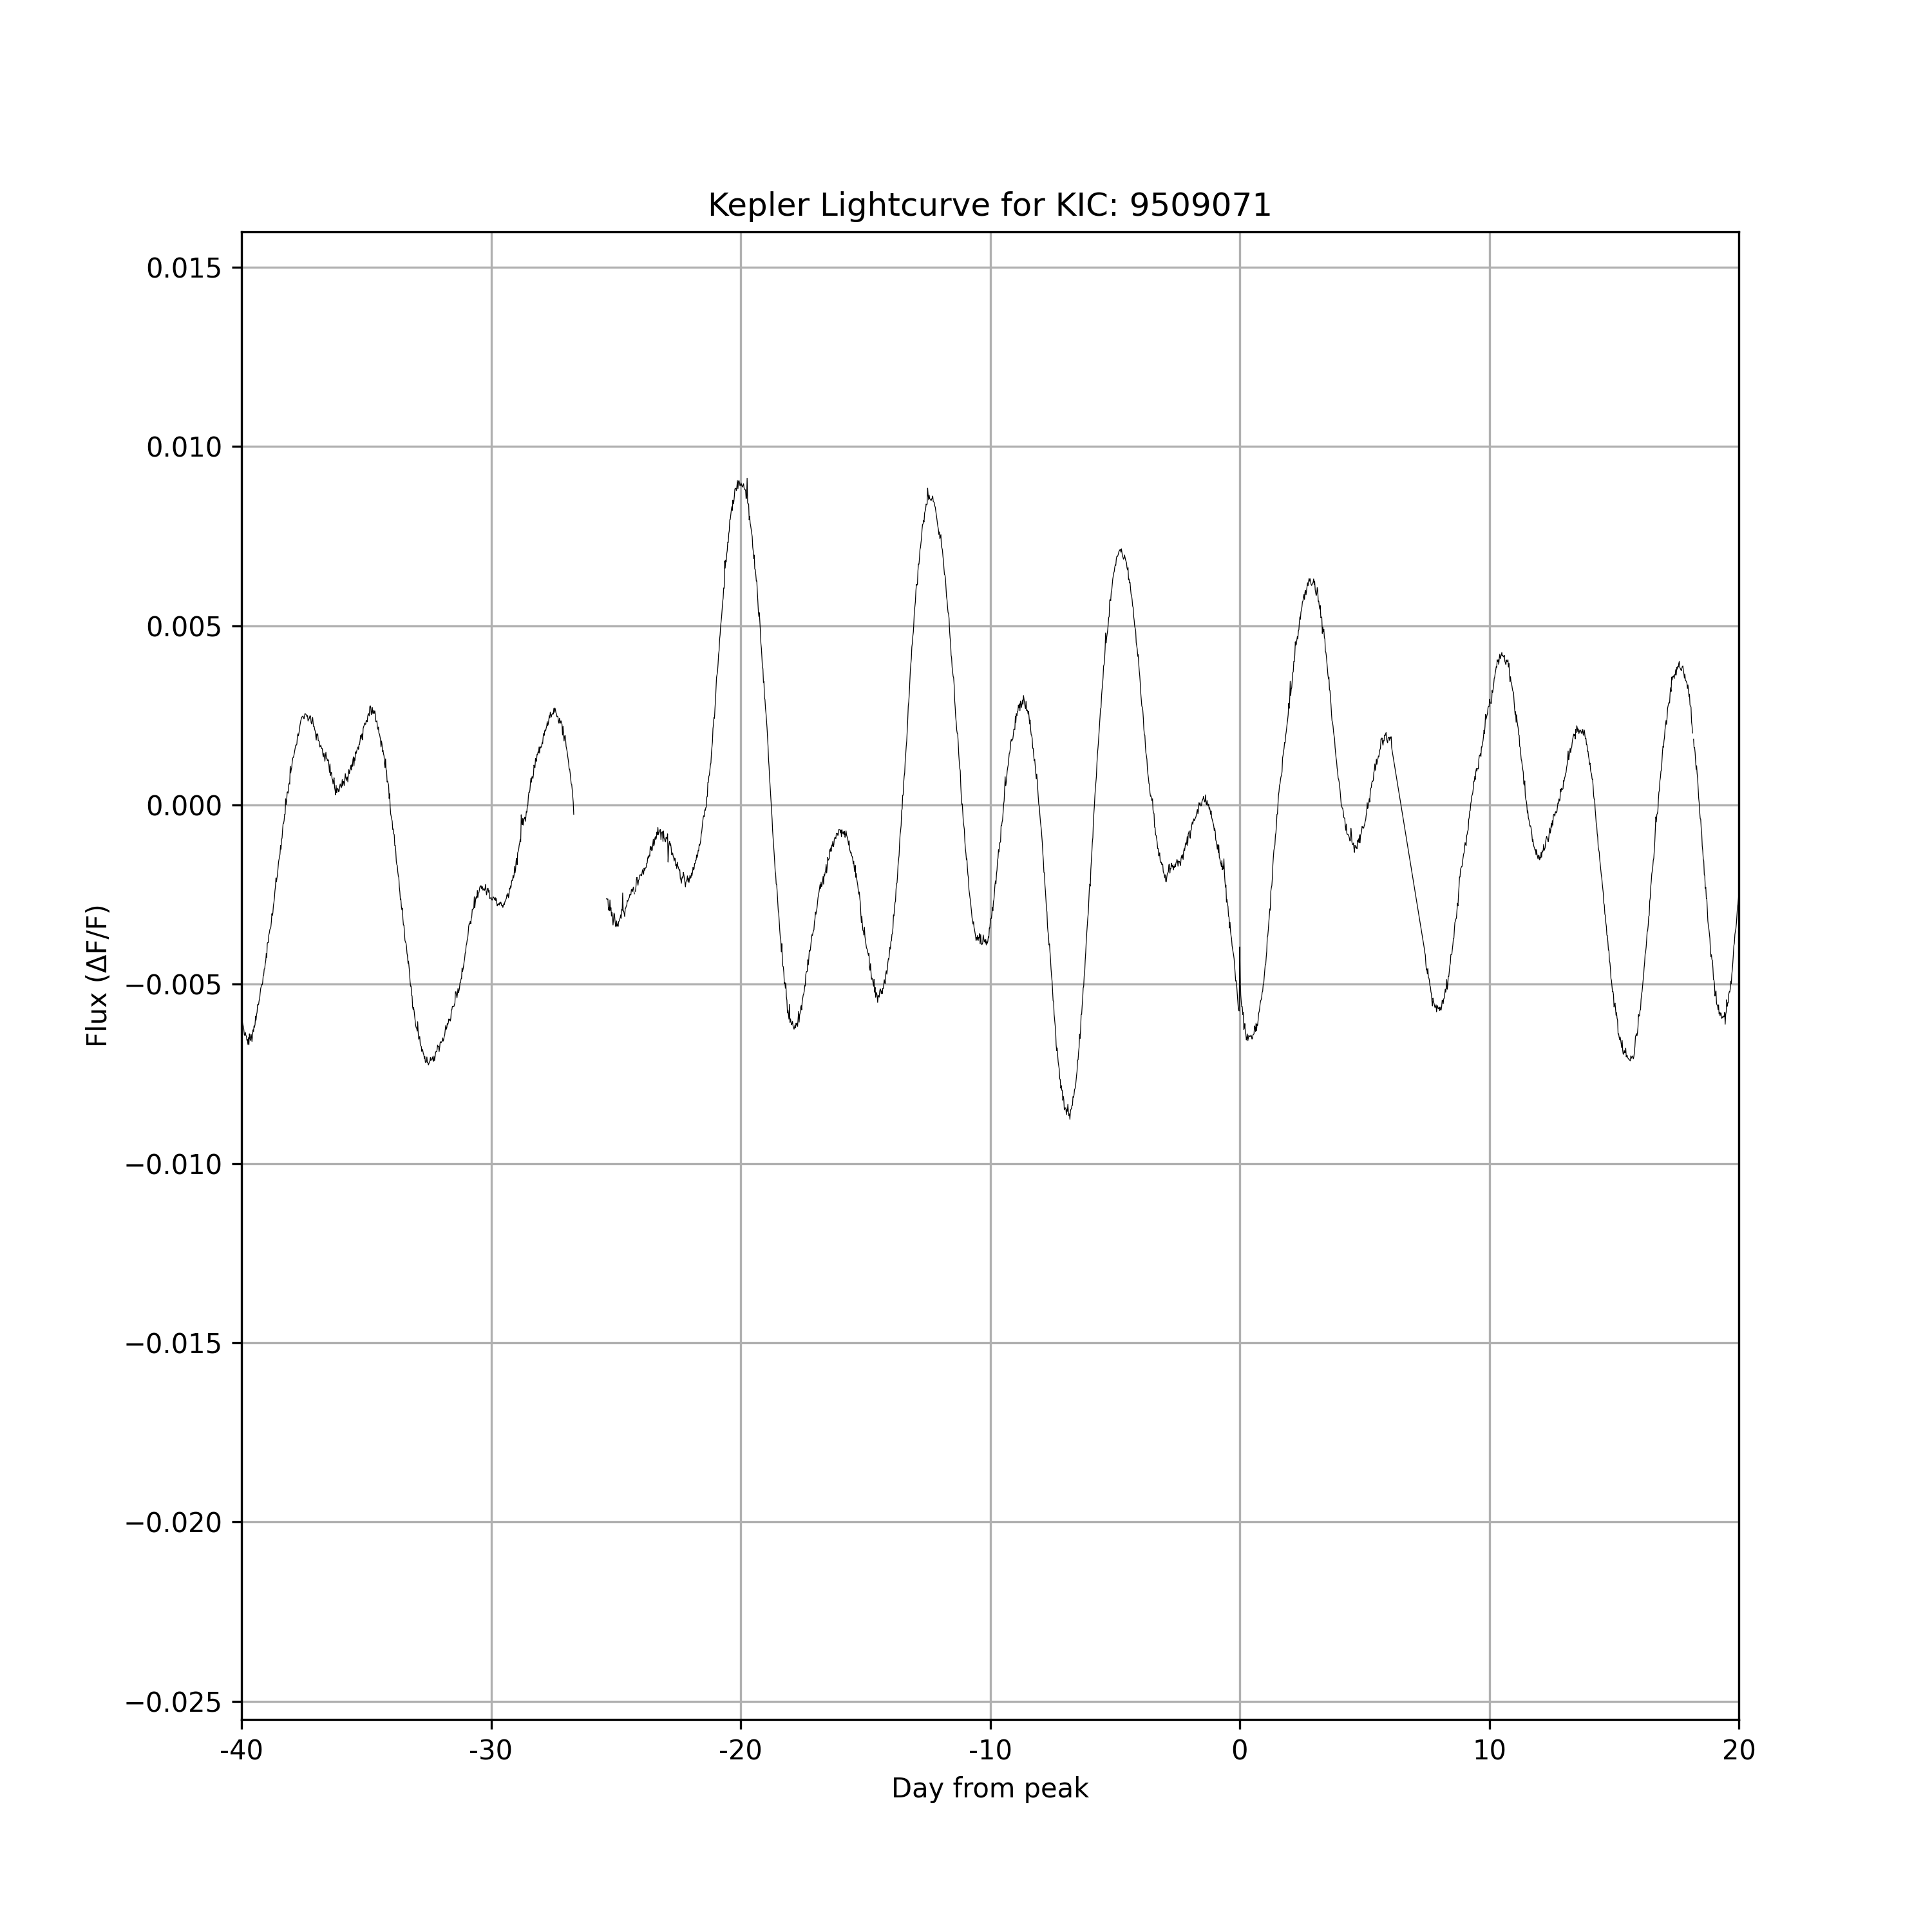 Kepler Lightcurve for KIC: 9509071
0.015
0.010
0.005
0.000
−0.005
−0.010
−0.015
−0.020
−0.025
Flux (ΔF/F)
-40 -30 -20 -10 0 10 20
Day from peak